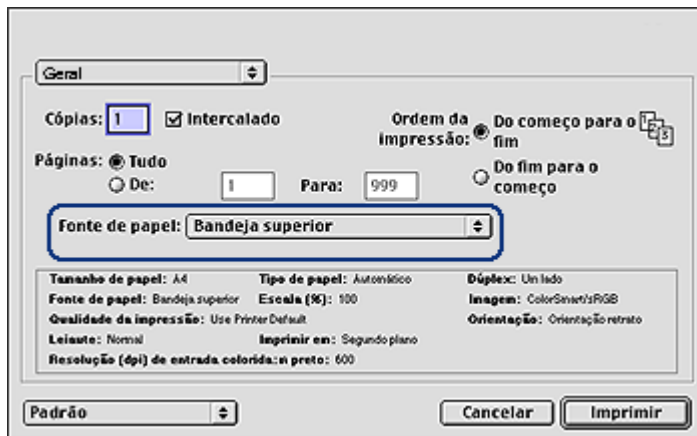 Geral
Cópias: 1 Intercalado Ordem da impressão: Do começo para o fim
Páginas: Tudo Do fim para o começo
De: 1 Para: 999
Fonte de papel: Bandeja superior
Tamanho de papel: A4 Tipo de papel: Automático Dúplex: Um lado
Fonte de papel: Bandeja superior Escala (%): 100 Imagem: ColorSmart/sRGB
Qualidade da impressão: Use Printer Default Orientação: Orientação retrato
Leiaute: Normal Imprimir en: Segundo plano
Resolução (dpi) de entrada colorida:n preto: 600
Padrão Cancelar Imprimir